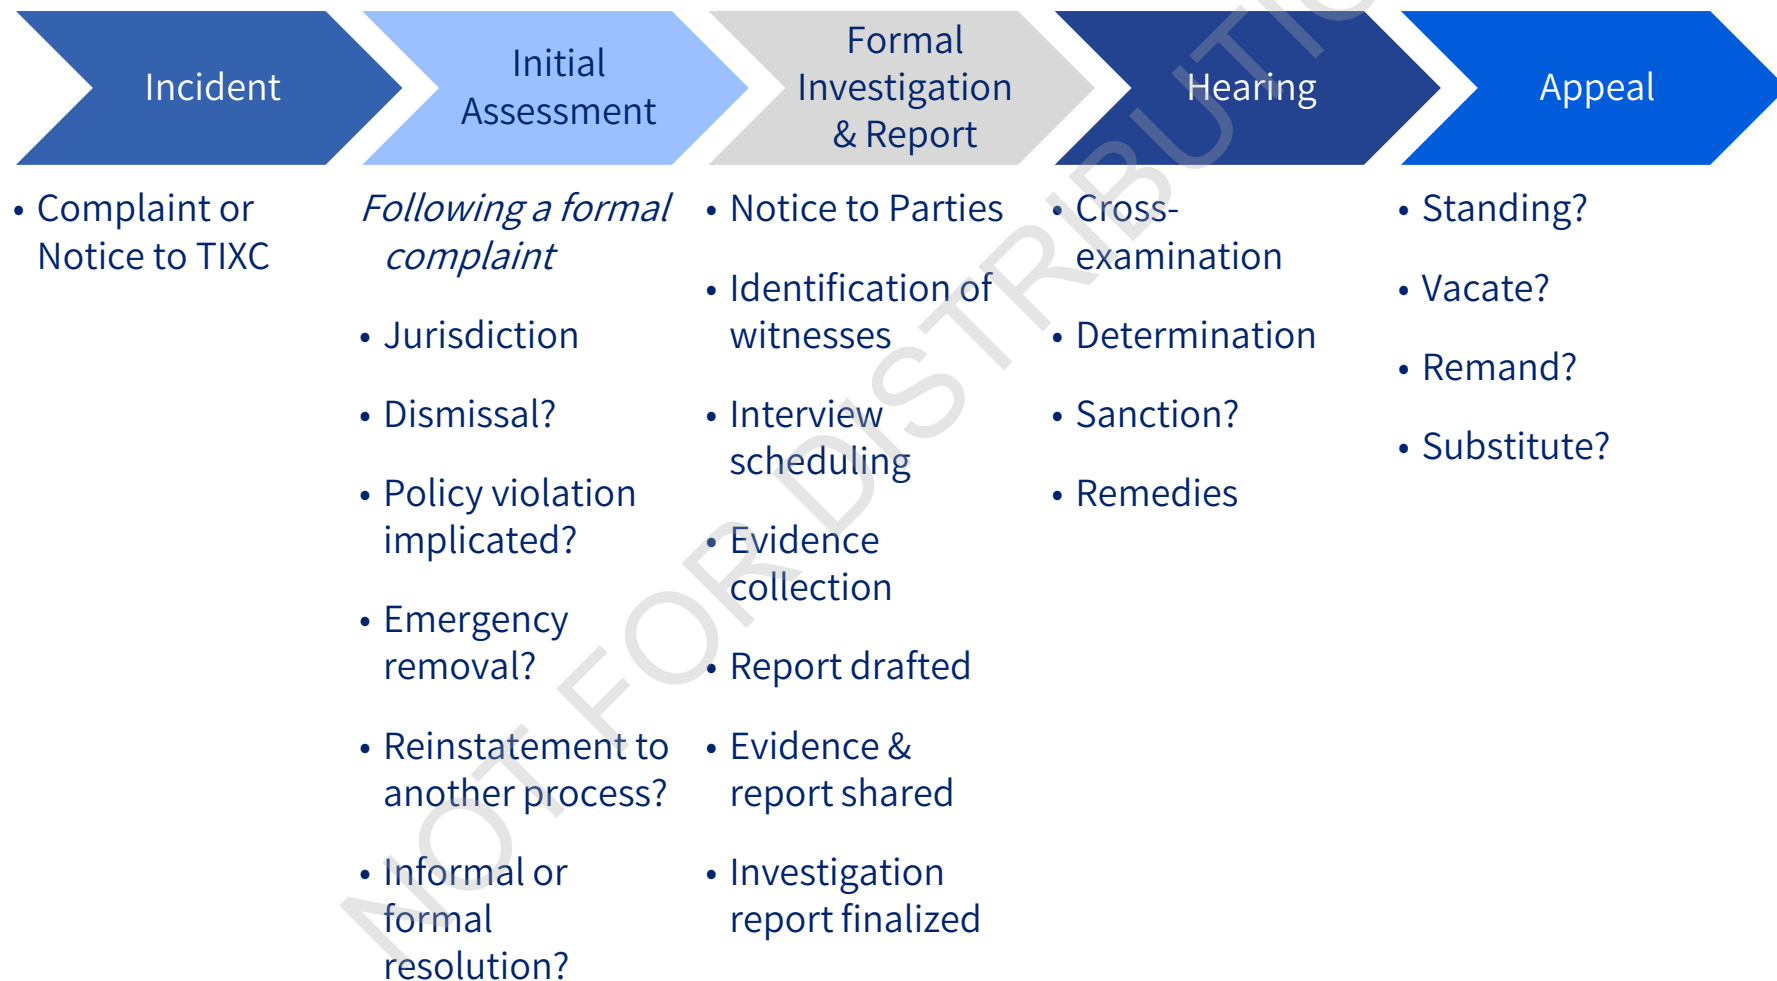 Incident
• Complaint or
Notice to TIXC
Initial
Assessment
Following a formal
complaint
• Jurisdiction
• Dismissal?
• Policy violation
implicated?
• Emergency
removal?
• Reinstatement to
another process?
• Informal or
formal
resolution?
Formal
Investigation
& Report
• Notice to Parties
• Identification of
witnesses
• Interview
scheduling
• Evidence
collection
• Report drafted
• Evidence &
report shared
• Investigation
report finalized
Hearing
• Cross-
examination
• Determination
• Sanction?
• Remedies
Appeal
• Standing?
• Vacate?
• Remand?
• Substitute?
NOT FOR DISTRIBUTIO